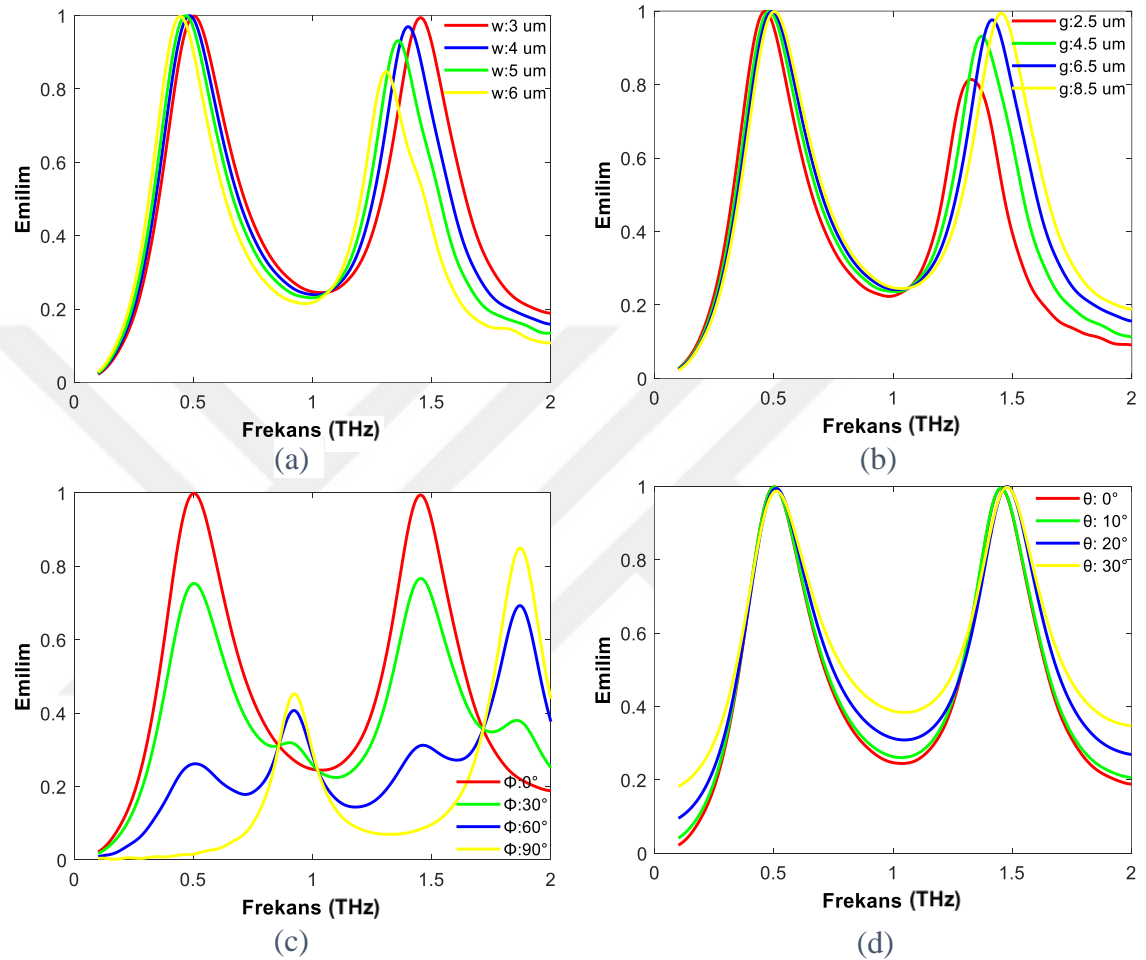 1
0.8
0.6
0.4
0.2
0
Emilim
w:3 um
w:4 um
w:5 um
w:6 um
0 0.5 1 1.5 2
Frekans (THz)
(a)
1
0.8
0.6
0.4
0.2
0
Emilim
g:2.5 um
g:4.5 um
g:6.5 um
g:8.5 um
0 0.5 1 1.5 2
Frekans (THz)
(b)
1
0.8
0.6
0.4
0.2
0
Emilim
Φ:0°
Φ:30°
Φ:60°
Φ:90°
0 0.5 1 1.5 2
Frekans (THz)
(c)
1
0.8
0.6
0.4
0.2
0
Emilim
θ: 0°
θ: 10°
θ: 20°
θ: 30°
0 0.5 1 1.5 2
Frekans (THz)
(d)